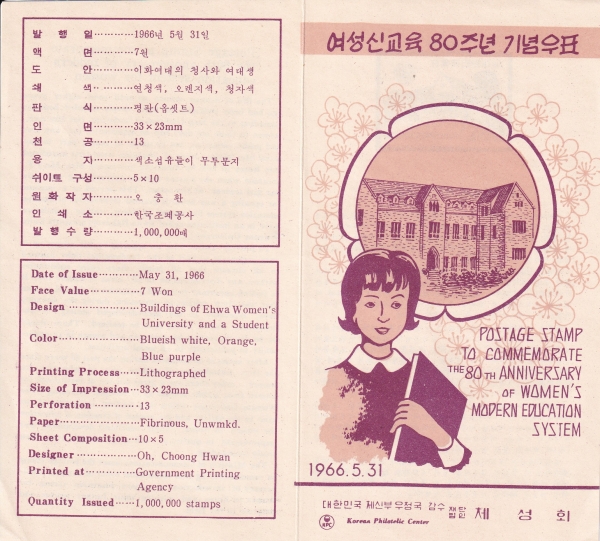 발 행 일············1966년 5월 31일
액 면············7원
도 안············이화여대의 청사와 여대생
쇄 색··연청색, 오렌지색, 청자색
판 식············평판(옵셋트)
인 면············33×23mm
천 공············13
용 지············색소섬유들이 무투문지
쉬이트 구성············5×10
원 화 작 자············오 충 환
인 쇄 소············한국조폐공사
발 행 수 량············1,000,000매
Date of Issue············May 31, 1966
Face Value············7 Won
Design············Buildings of Ehwa Women's
University and a Student
Color············Blueish white, Orange,
Blue purple
Printing Process······Lithographed
Size of Impression···33×23mm
Perforation············13
Paper············Fibrinous, Unwmkd.
Sheet Composition···10×5
Designer············Oh, Choong Hwan
Printed at············Government Printing
Agency
Quantity Issued······1,000,000 stamps
여성신교육 80주년 기념우표
POSTAGE STAMP
TO COMMEMORATE
THE 80TH ANNIVERSARY
OF WOMEN'S
MODERN EDUCATION
SYSTEM
1966.5.31
대한민국 체신부우정국 감수 재단법인 체 성 회
KPC Korean Philatelic Center